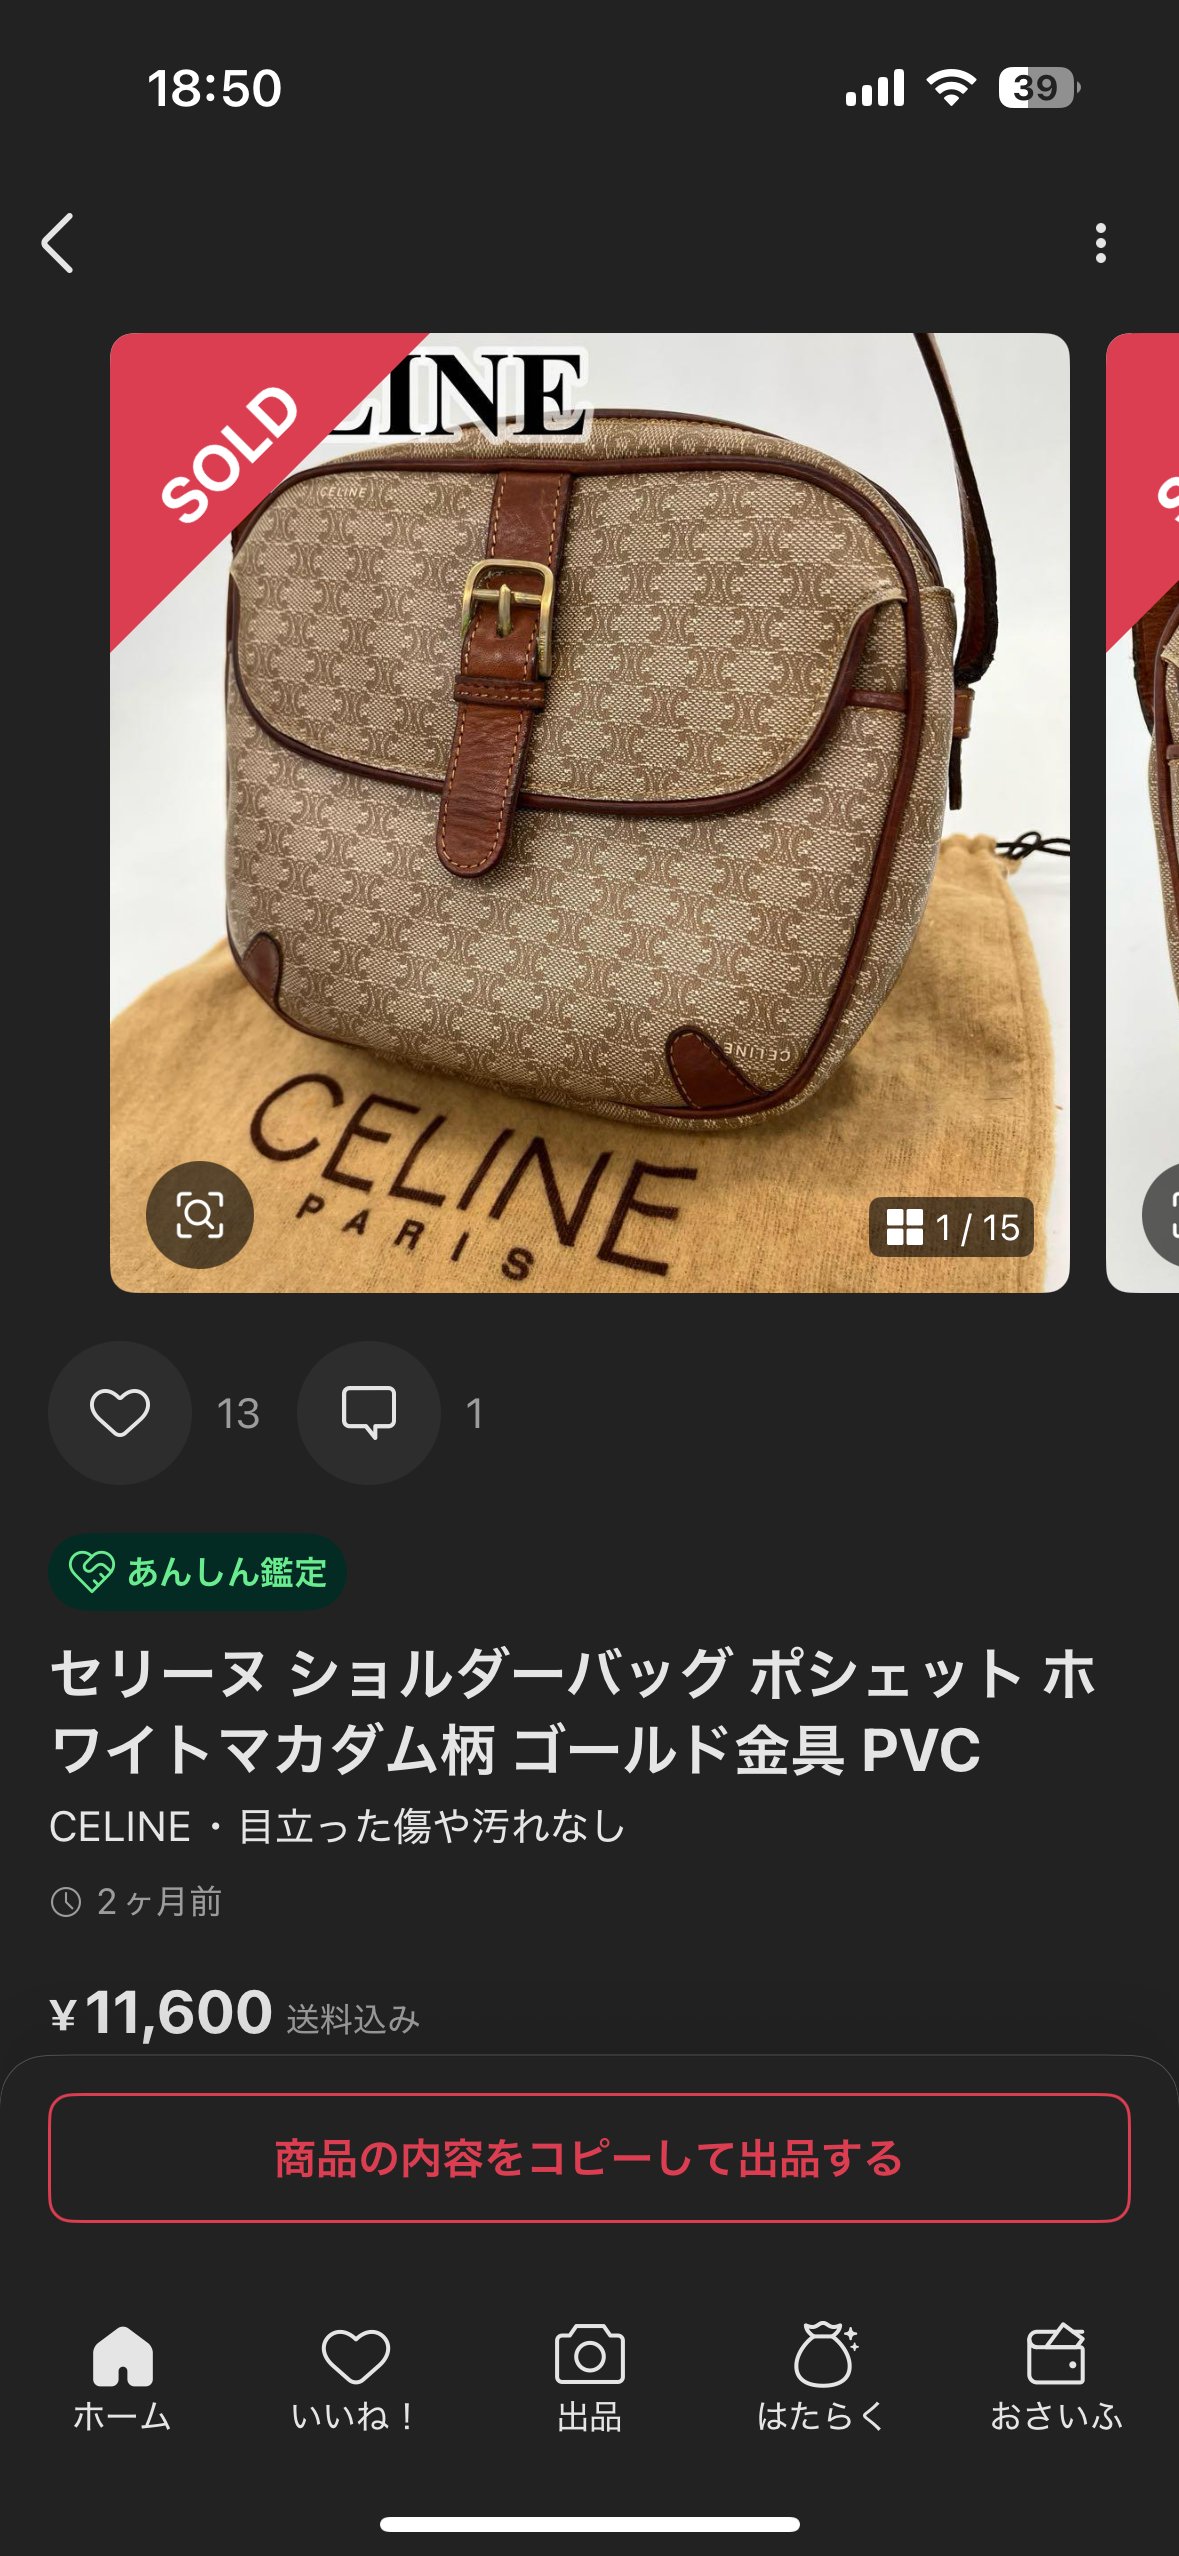 18:50
39
SOLD
LINE
CELINE
CELINE
CELINE
PARIS
1 / 15
13
1
あんしん鑑定
セリーヌ ショルダーバッグ ポシェット ホ
ワイトマカダム柄 ゴールド金具 PVC
CELINE・目立った傷や汚れなし
2ヶ月前
¥11,600 送料込み
商品の内容をコピーして出品する
ホーム
いいね！
出品
はたらく
おさいふ